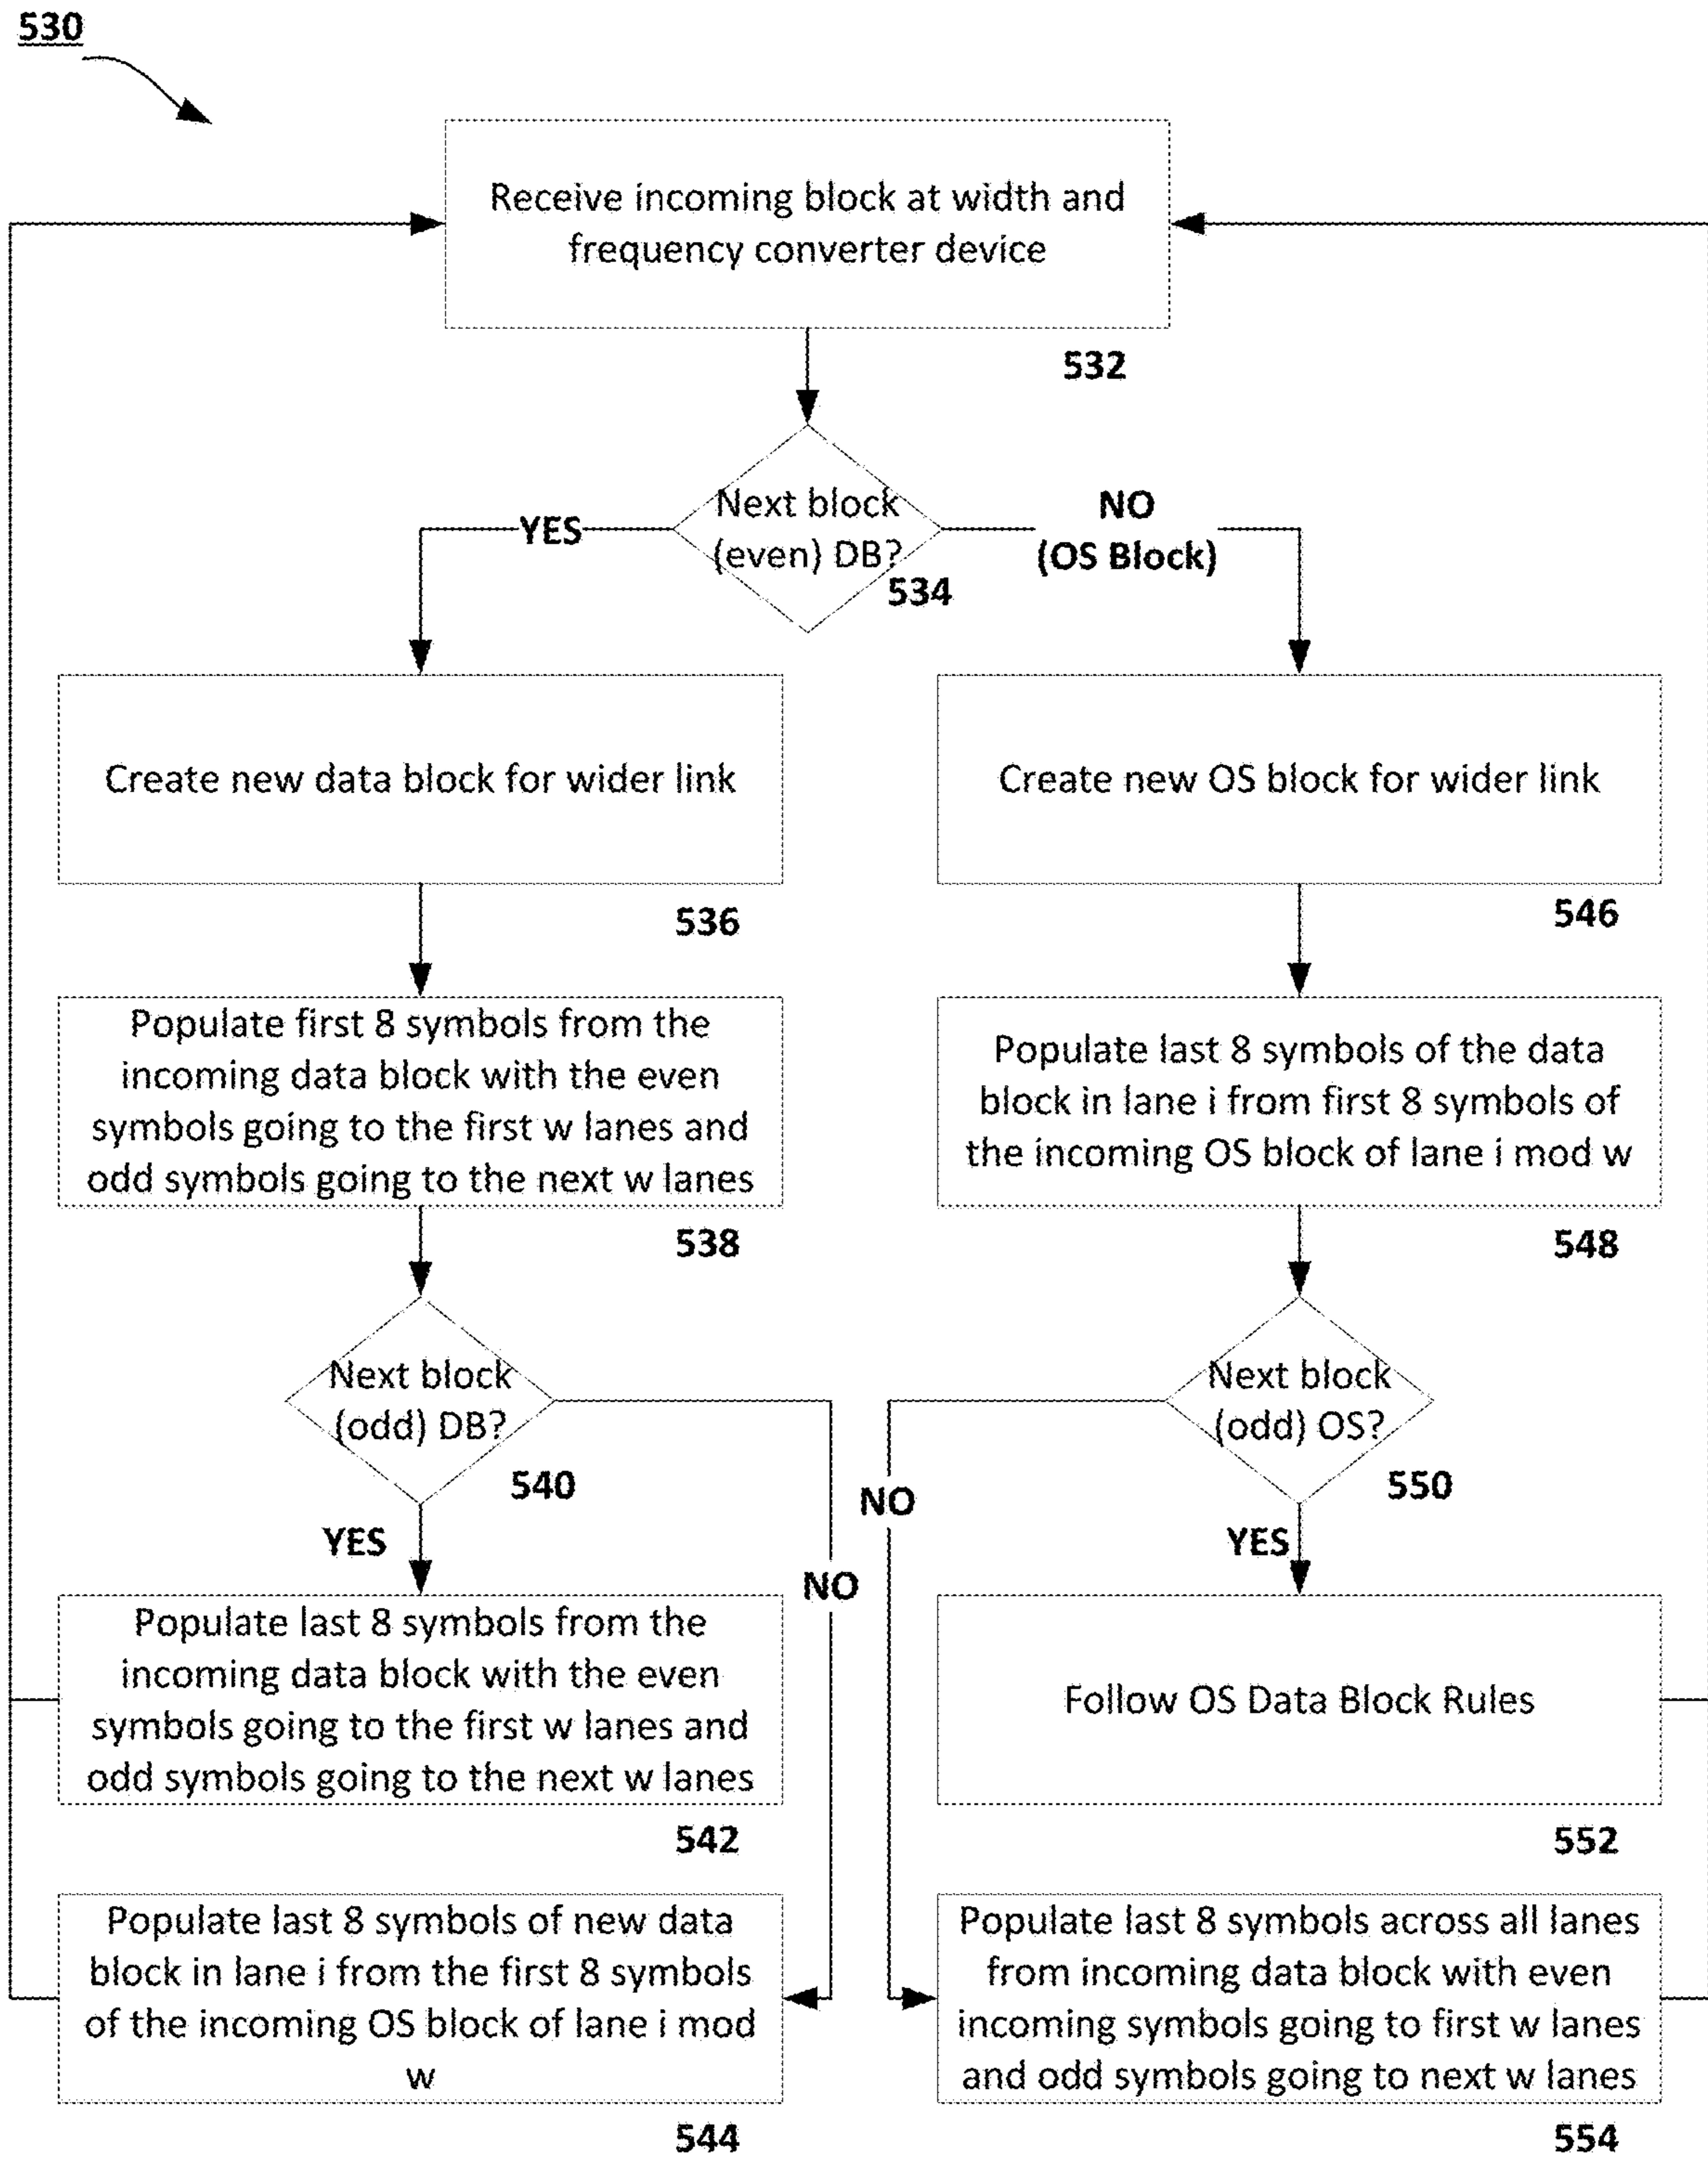 530
Receive incoming block at width and
frequency converter device
532
Next block
(even) DB?
534
YES
NO
(OS Block)
Create new data block for wider link
536
Create new OS block for wider link
546
Populate first 8 symbols from the
incoming data block with the even
symbols going to the first w lanes and
odd symbols going to the next w lanes
538
Populate last 8 symbols of the data
block in lane i from first 8 symbols of
the incoming OS block of lane i mod w
548
Next block
(odd) DB?
540
YES
NO
Next block
(odd) OS?
550
NO
YES
Populate last 8 symbols from the
incoming data block with the even
symbols going to the first w lanes and
odd symbols going to the next w lanes
542
Follow OS Data Block Rules
552
Populate last 8 symbols of new data
block in lane i from the first 8 symbols
of the incoming OS block of lane i mod
w
544
Populate last 8 symbols across all lanes
from incoming data block with even
incoming symbols going to first w lanes
and odd symbols going to next w lanes
554